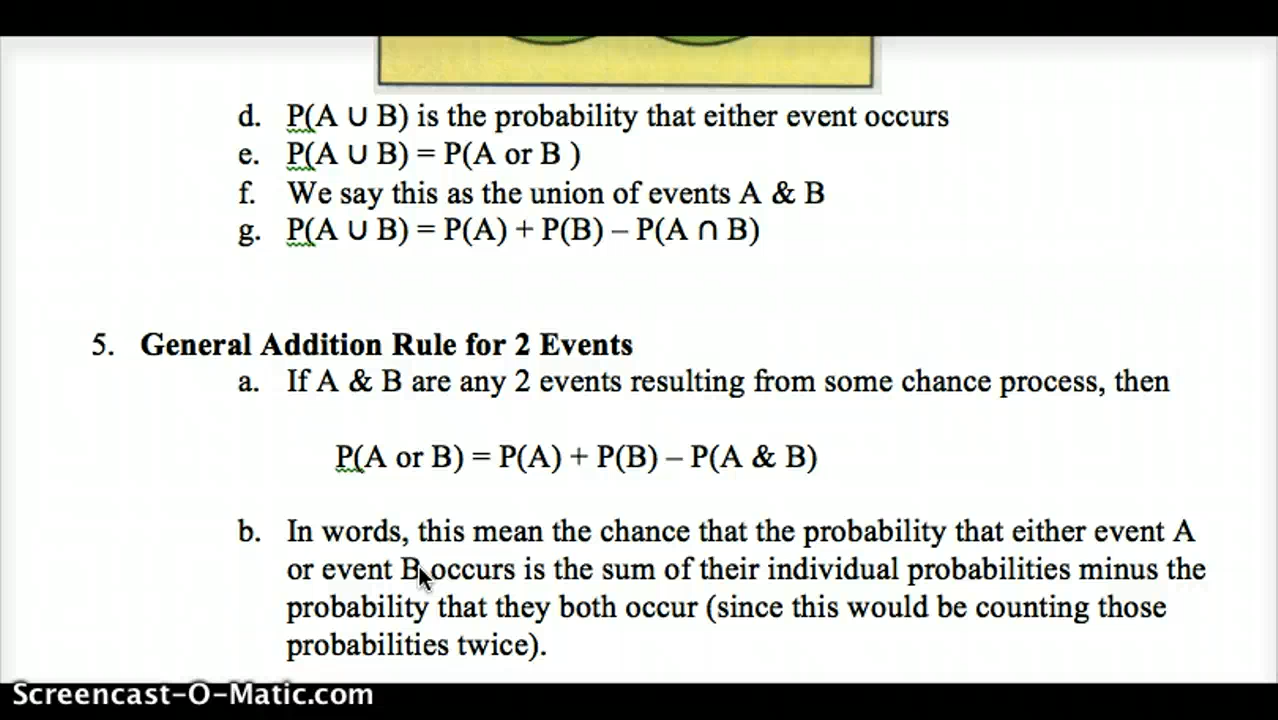 d. P(A ∪ B) is the probability that either event occurs
e. P(A ∪ B) = P(A or B )
f. We say this as the union of events A & B
g. P(A ∪ B) = P(A) + P(B) – P(A ∩ B)
5. General Addition Rule for 2 Events
a. If A & B are any 2 events resulting from some chance process, then
P(A or B) = P(A) + P(B) – P(A & B)
b. In words, this mean the chance that the probability that either event A
or event B occurs is the sum of their individual probabilities minus the
probability that they both occur (since this would be counting those
probabilities twice).
Screencast-O-Matic.com